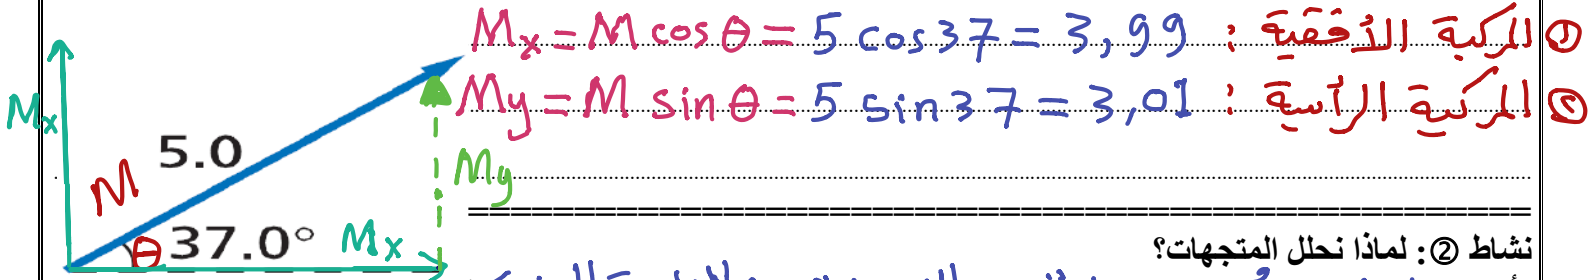 ① المركبة الأفقية : Mx = M cos θ = 5 cos 37 = 3,99
② المركبة الرآسية : My = M sin θ = 5 sin 37 = 3,01
Mx
5.0
M
My
θ 37.0°
Mx
نشاط ②: لماذا نحلل المتجهات؟